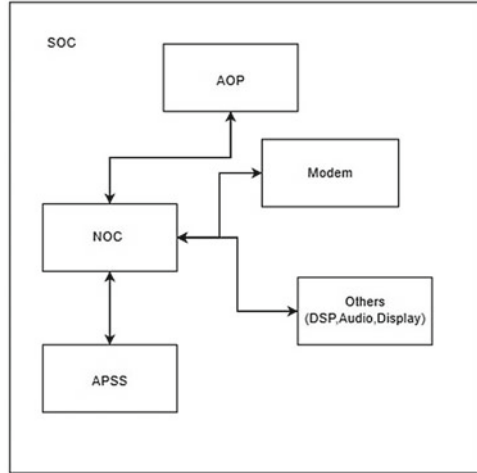 SOC
AOP
Modem
NOC
Others
(DSP,Audio,Display)
APSS